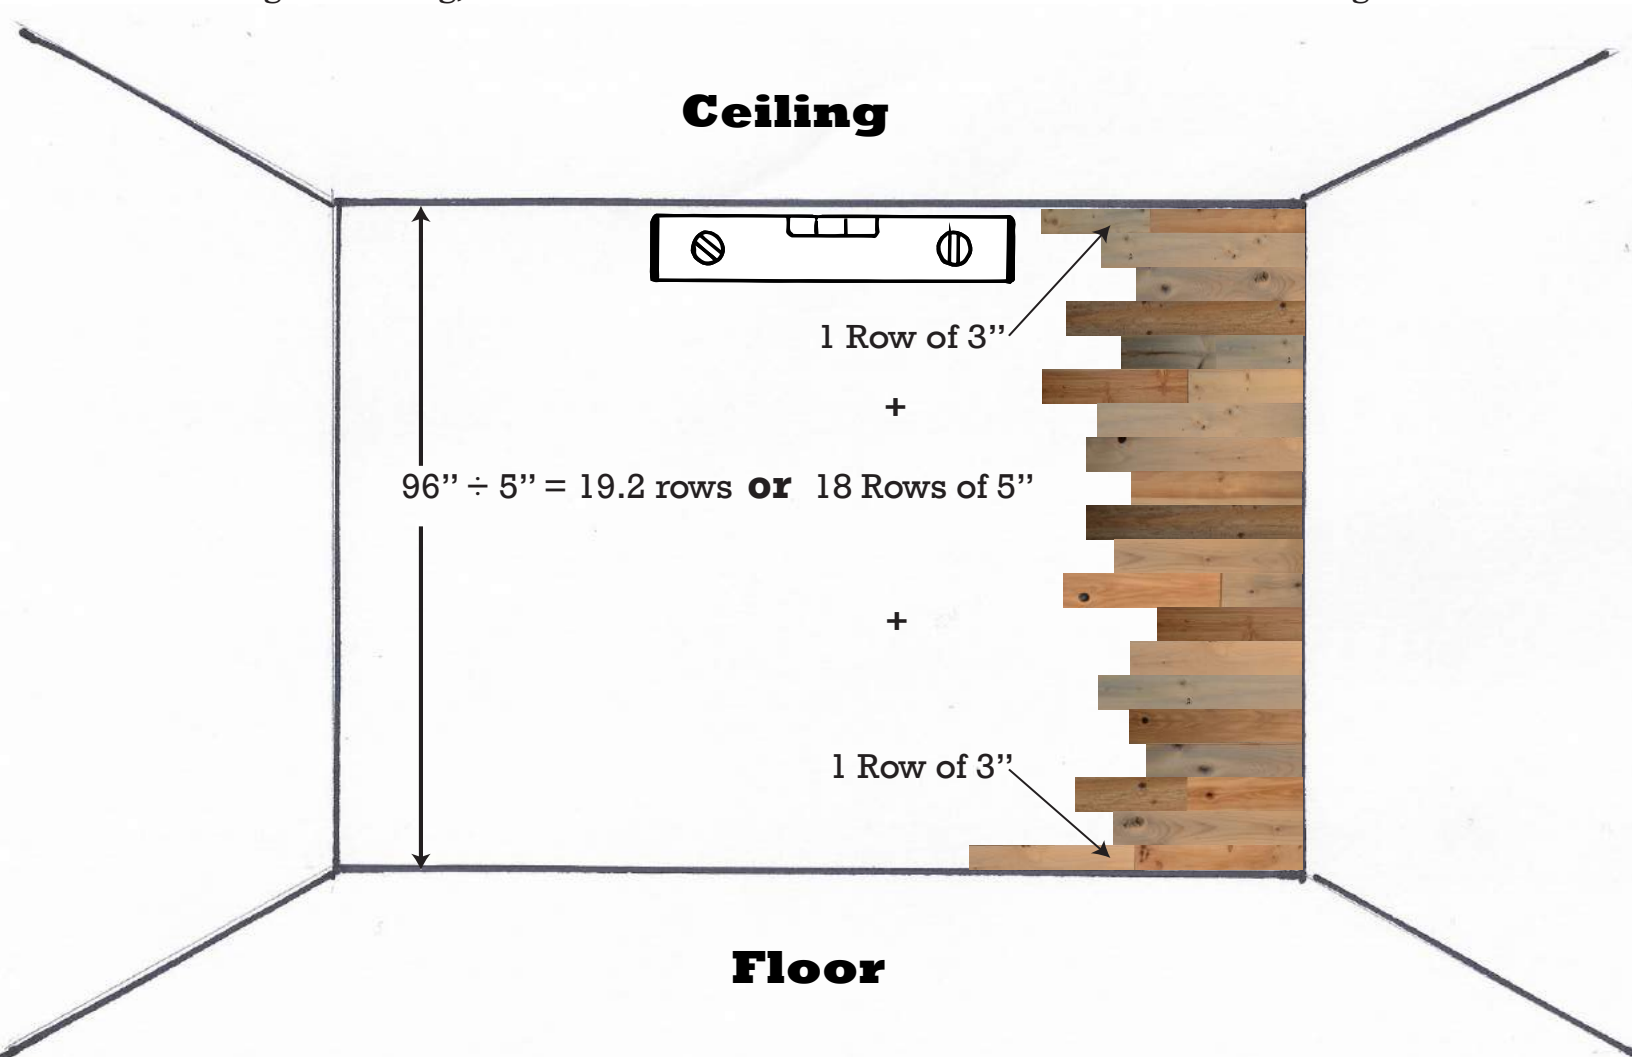 Ceiling
1 Row of 3”
+
96” ÷ 5” = 19.2 rows or 18 Rows of 5”
+
1 Row of 3”
Floor